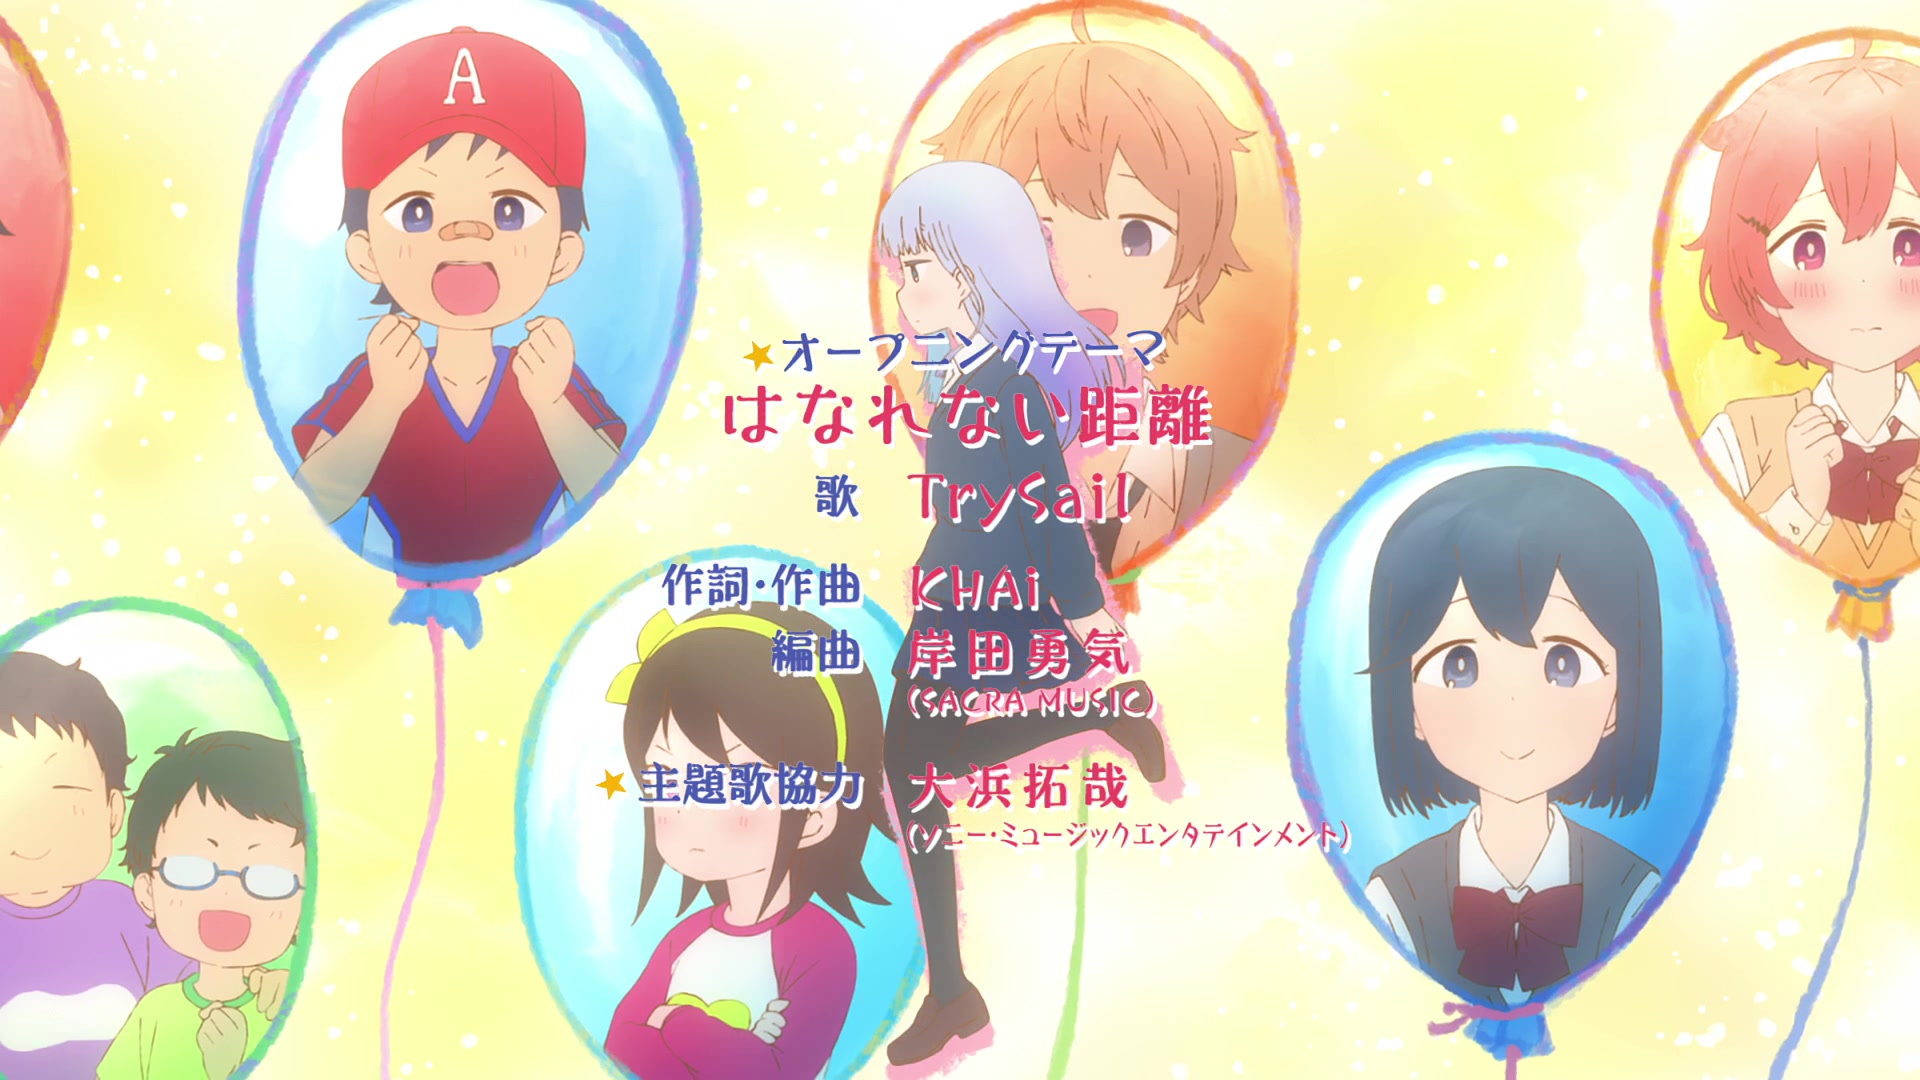 A
★オープニングテーマ
はなれない距離
歌 TrySail
作詞・作曲 KHAi
編曲 岸田勇気
(SACRA MUSIC)
★主題歌協力 大浜拓哉
(ソニー・ミュージックエンタテインメント)